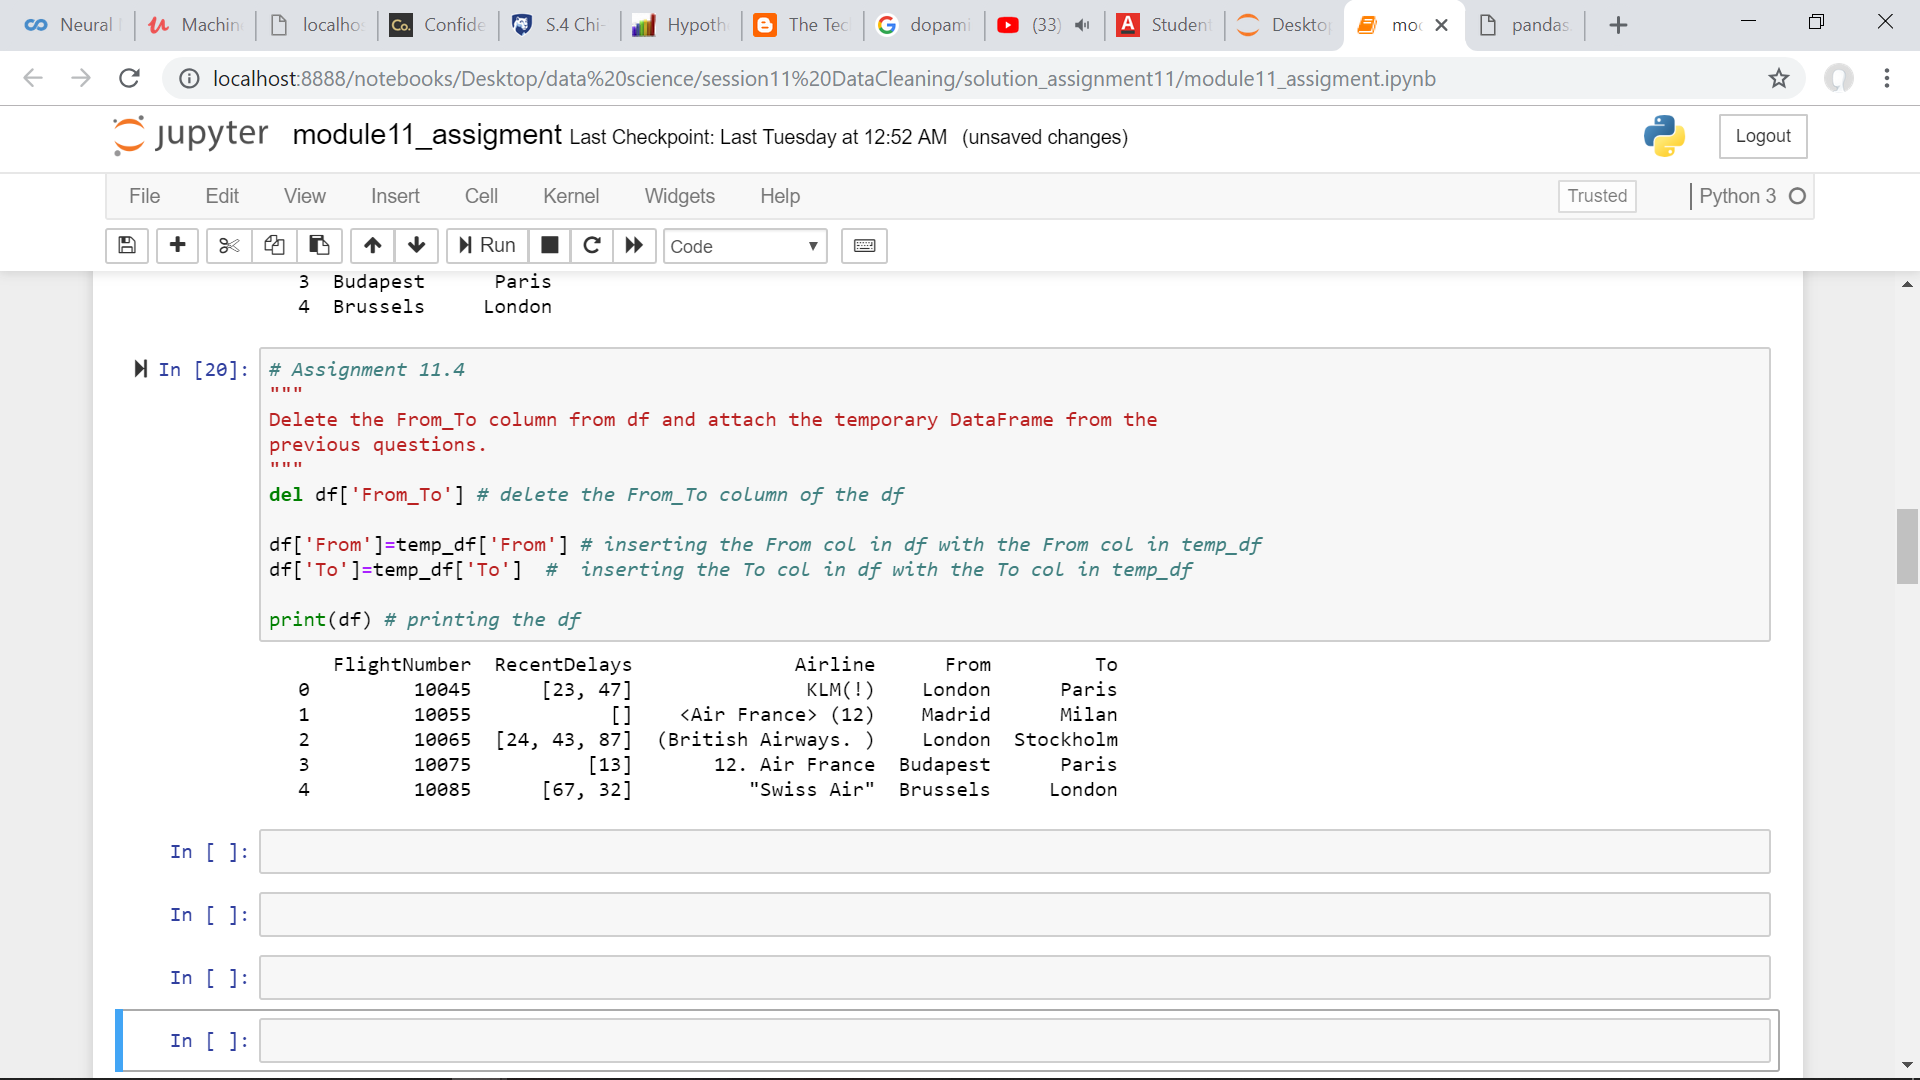 Neural
Machin
localhos
Co. Confide
S.4 Chi-
Hypoth
The Tec
dopami
(33)
A Student
Desktop
mod
pandas
localhost:8888/notebooks/Desktop/data%20science/session11%20DataCleaning/solution_assignment11/module11_assigment.ipynb
jupyter module11_assigment Last Checkpoint: Last Tuesday at 12:52 AM (unsaved changes)
Logout
File Edit View Insert Cell Kernel Widgets Help
Trusted
Python 3
Run
Code
3 Budapest Paris
4 Brussels London
In [20]:
# Assignment 11.4
"""
Delete the From_To column from df and attach the temporary DataFrame from the
previous questions.
"""
del df['From_To'] # delete the From_To column of the df
df['From']=temp_df['From'] # inserting the From col in df with the From col in temp_df
df['To']=temp_df['To'] # inserting the To col in df with the To col in temp_df
print(df) # printing the df
FlightNumber RecentDelays Airline From To
0 10045 [23, 47] KLM(!) London Paris
1 10055 [] <Air France> (12) Madrid Milan
2 10065 [24, 43, 87] (British Airways. ) London Stockholm
3 10075 [13] 12. Air France Budapest Paris
4 10085 [67, 32] "Swiss Air" Brussels London
In [ ]:
In [ ]:
In [ ]:
In [ ]: